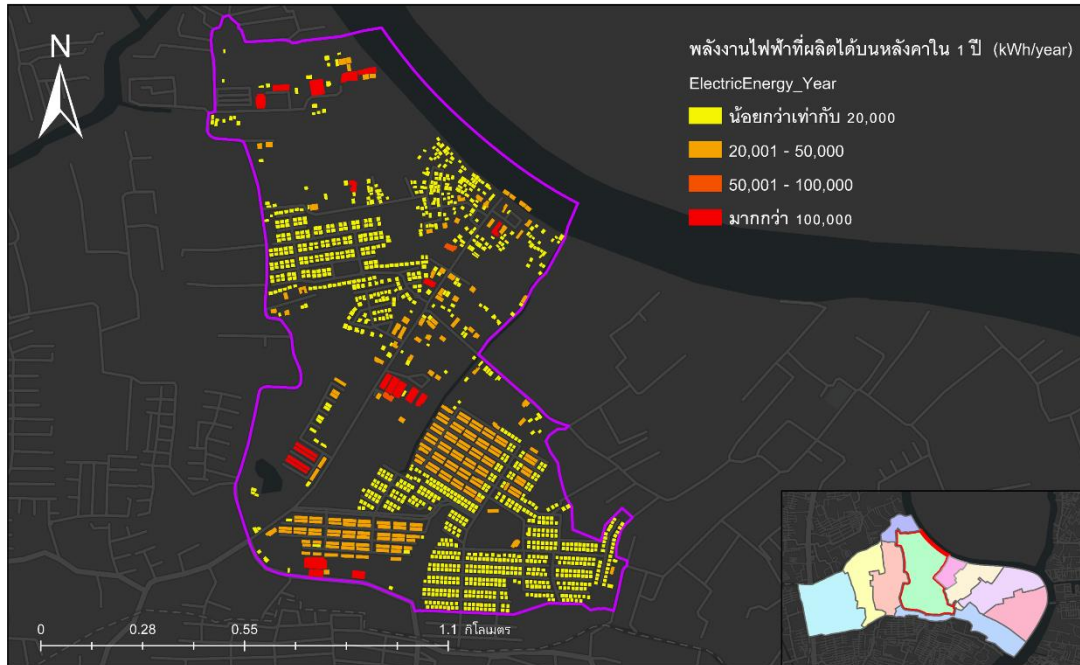 N
พลังงานไฟฟ้าที่ผลิตได้บนหลังคาใน 1 ปี (kWh/year)
ElectricEnergy_Year
น้อยกว่าเท่ากับ 20,000
20,001 - 50,000
50,001 - 100,000
มากกว่า 100,000
0 0.28 0.55 1.1 กิโลเมตร